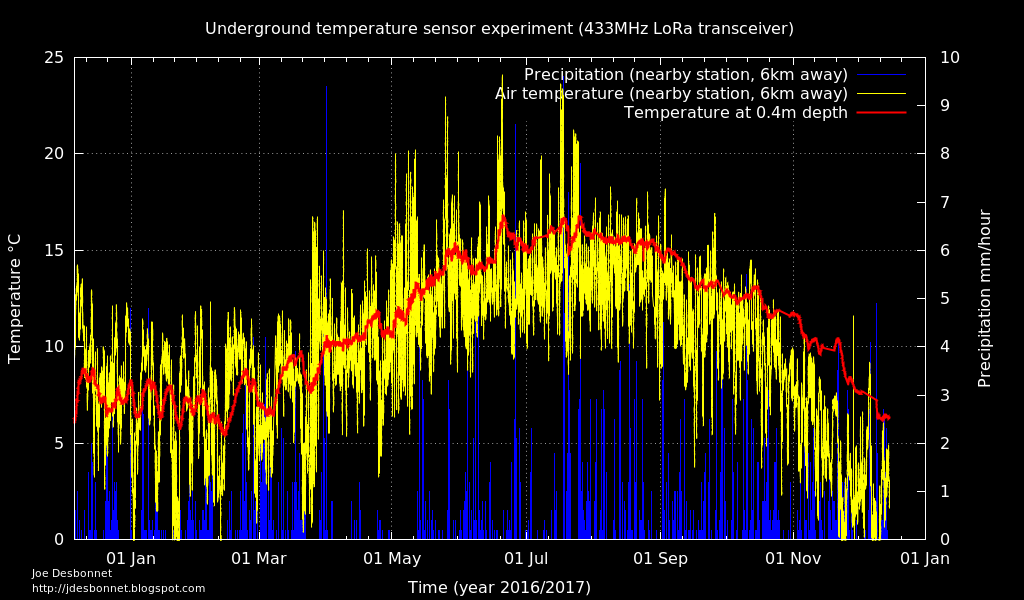 Underground temperature sensor experiment (433MHz LoRa transceiver)
Precipitation (nearby station, 6km away)
Air temperature (nearby station, 6km away)
Temperature at 0.4m depth
Temperature °C
25
20
15
10
5
0
Precipitation mm/hour
10
9
8
7
6
5
4
3
2
1
0
01 Jan 01 Mar 01 May 01 Jul 01 Sep 01 Nov 01 Jan
Time (year 2016/2017)
Joe Desbonnet
http://jdesbonnet.blogspot.com